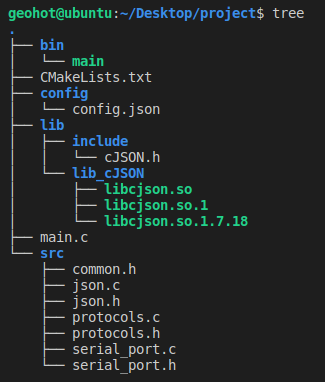 geohot@ubuntu:~/Desktop/project$ tree
.
├── bin
│   └── main
├── CMakeLists.txt
├── config
│   └── config.json
├── lib
│   ├── include
│   │   └── cJSON.h
│   └── lib_cJSON
│       ├── libcjson.so
│       ├── libcjson.so.1
│       └── libcjson.so.1.7.18
├── main.c
└── src
    ├── common.h
    ├── json.c
    ├── json.h
    ├── protocols.c
    ├── protocols.h
    ├── serial_port.c
    └── serial_port.h